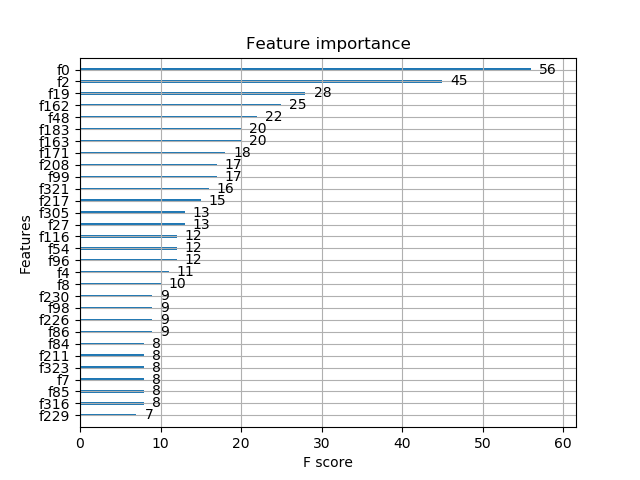 Feature importance
f0 56
f2 45
f19 28
f162 25
f48 22
f183 20
f163 20
f171 18
f208 17
f99 17
f321 16
f217 15
f305 13
f27 13
f116 12
f54 12
f96 12
f4 11
f8 10
f230 9
f98 9
f226 9
f86 9
f84 8
f211 8
f323 8
f7 8
f85 8
f316 8
f229 7
Features
0 10 20 30 40 50 60
F score